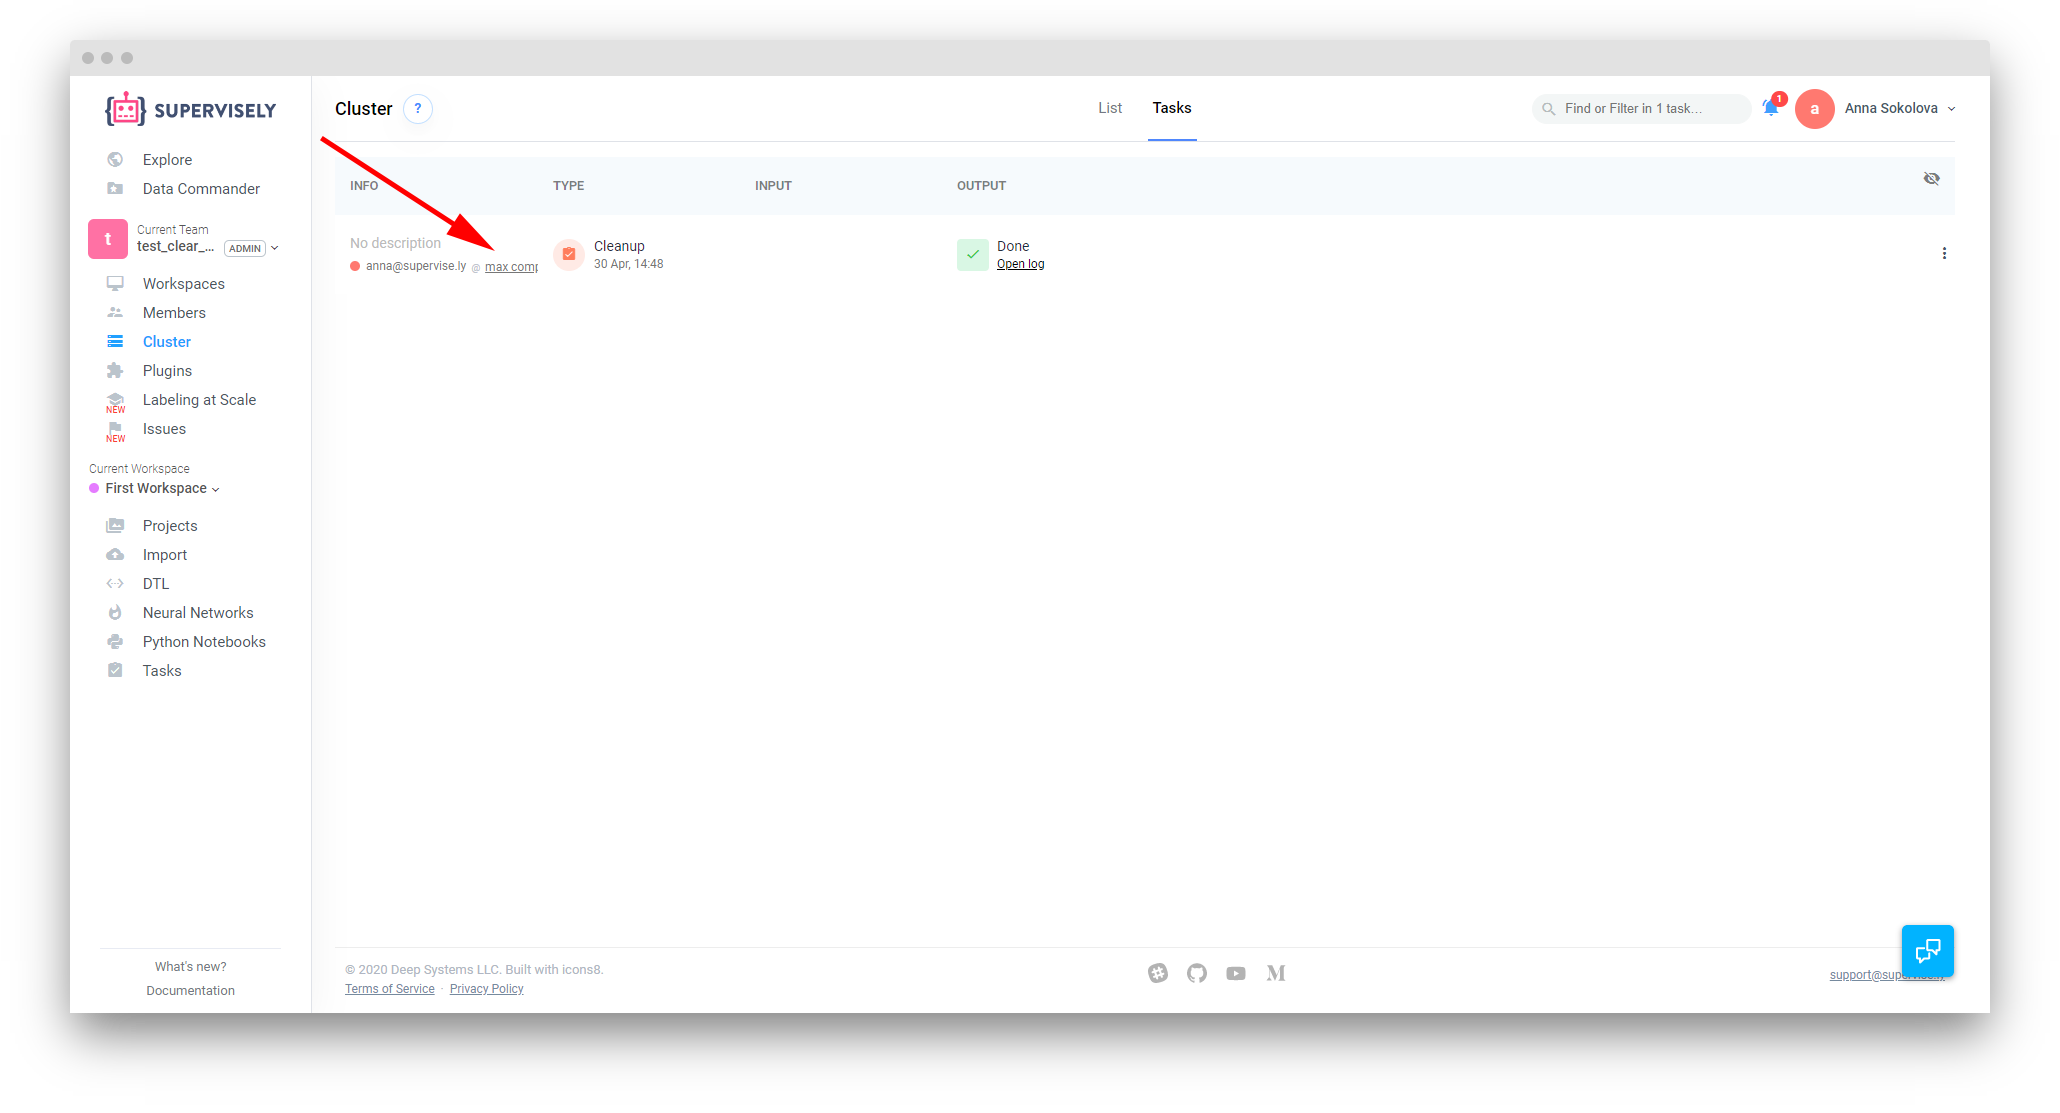 SUPERVISELY
Explore
Data Commander
t
Current Team
test_clear_...
ADMIN
Workspaces
Members
Cluster
Plugins
Labeling at Scale
NEW
Issues
NEW
Current Workspace
First Workspace
Projects
Import
DTL
Neural Networks
Python Notebooks
Tasks
What's new?
Documentation
Cluster ?
List Tasks
Find or Filter in 1 task...
1
a
Anna Sokolova
INFO TYPE INPUT OUTPUT
No description
anna@supervise.ly @ max comp
Cleanup
30 Apr, 14:48
Done
Open log
© 2020 Deep Systems LLC. Built with icons8.
Terms of Service · Privacy Policy
M
support@supervise.ly